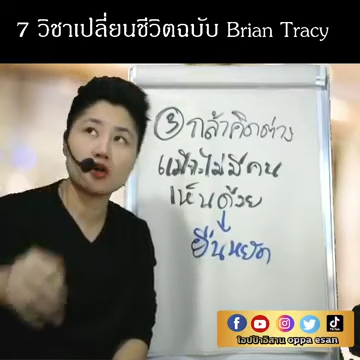 7 วิชาเปลี่ยนชีวิตฉบับ Brian Tracy
③ กล้าคิดต่าง
แม้จะไม่มีคน
เห็นด้วย
ยืนหยัด
โอปป้าอีสาน oppa esan